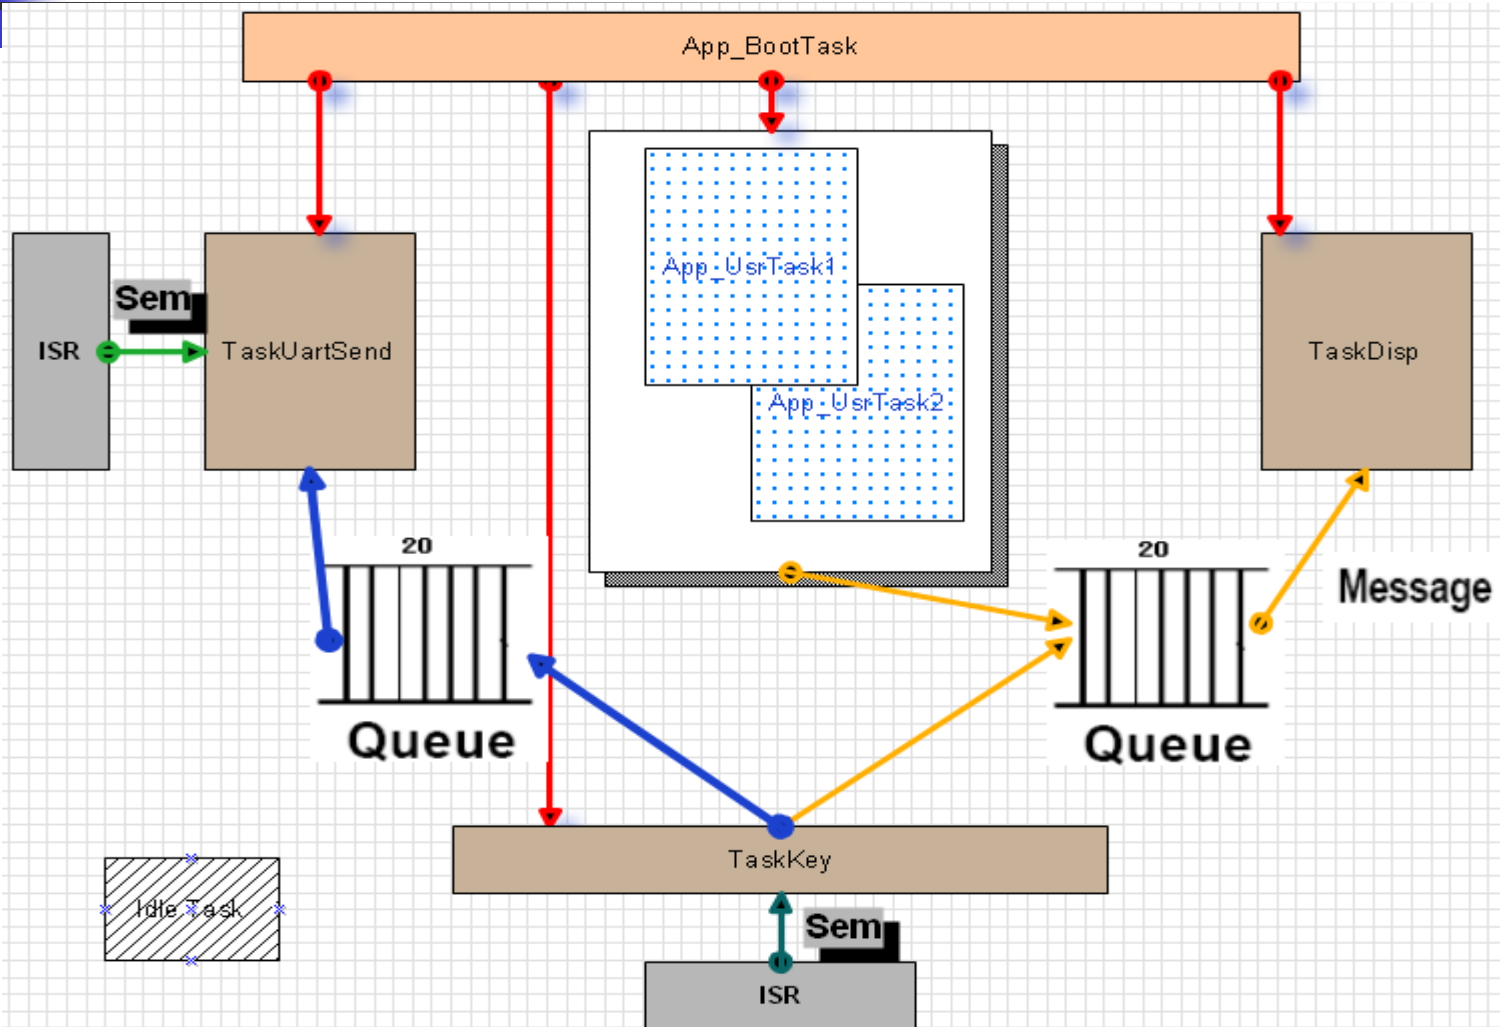 App_BootTask
App_UsrTask1
Sem
ISR
TaskUartSend
TaskDisp
App_UsrTask2
20
20
Message
Queue
Queue
TaskKey
Idle Task
Sem
ISR